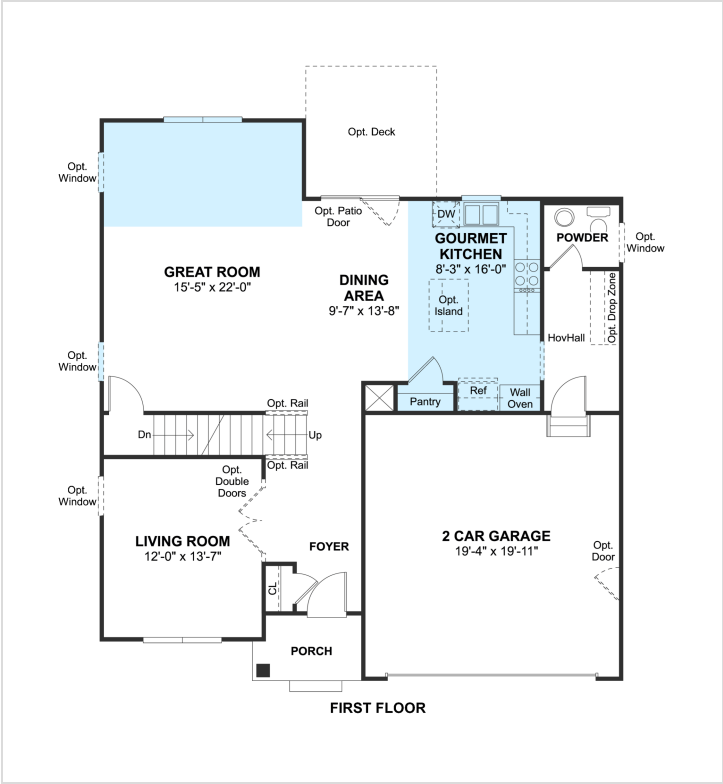 Opt. Deck
Opt.
Window
Opt. Patio
Door
DW
GOURMET
KITCHEN
8'-3" x 16'-0"
POWDER
Opt.
Window
GREAT ROOM
15'-5" x 22'-0"
DINING
AREA
9'-7" x 13'-8"
Opt.
Island
Opt. Drop Zone
HovHall
Opt.
Window
Opt. Rail
Pantry
Ref
Wall
Oven
Dn
Up
Opt. Rail
Opt.
Double
Doors
Opt.
Window
LIVING ROOM
12'-0" x 13'-7"
FOYER
2 CAR GARAGE
19'-4" x 19'-11"
Opt.
Door
CL
PORCH
FIRST FLOOR